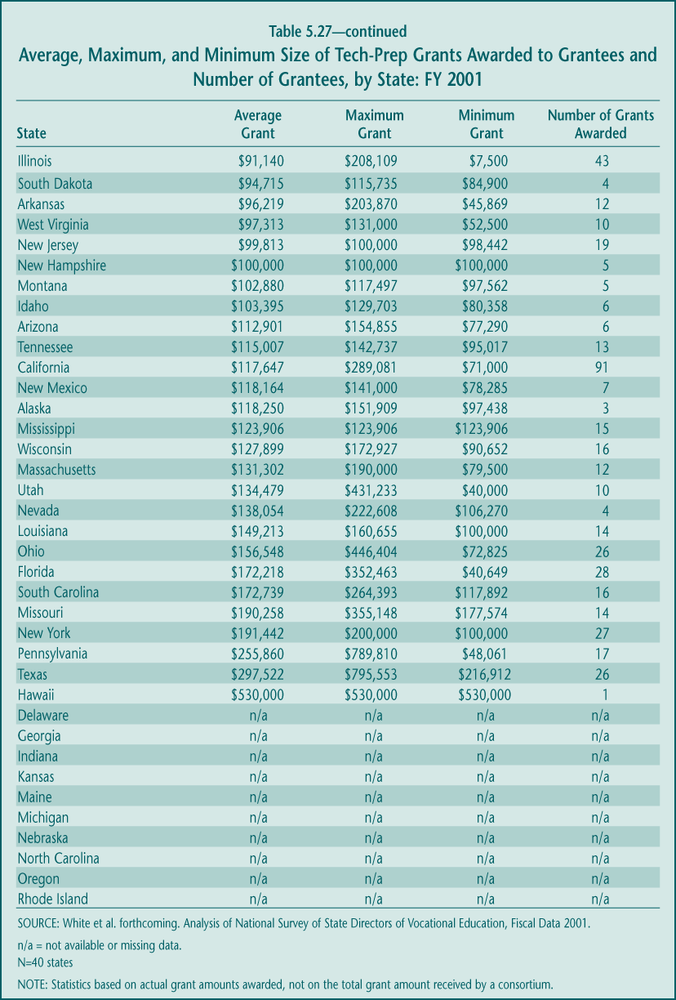 Table 5.27—continued
Average, Maximum, and Minimum Size of Tech-Prep Grants Awarded to Grantees and
Number of Grantees, by State: FY 2001
Average Maximum Minimum Number of Grants
State Grant Grant Grant Awarded
Illinois $91,140 $208,109 $7,500 43
South Dakota $94,715 $115,735 $84,900 4
Arkansas $96,219 $203,870 $45,869 12
West Virginia $97,313 $131,000 $52,500 10
New Jersey $99,813 $100,000 $98,442 19
New Hampshire $100,000 $100,000 $100,000 5
Montana $102,880 $117,497 $97,562 5
Idaho $103,395 $129,703 $80,358 6
Arizona $112,901 $154,855 $77,290 6
Tennessee $115,007 $142,737 $95,017 13
California $117,647 $289,081 $71,000 91
New Mexico $118,164 $141,000 $78,285 7
Alaska $118,250 $151,909 $97,438 3
Mississippi $123,906 $123,906 $123,906 15
Wisconsin $127,899 $172,927 $90,652 16
Massachusetts $131,302 $190,000 $79,500 12
Utah $134,479 $431,233 $40,000 10
Nevada $138,054 $222,608 $106,270 4
Louisiana $149,213 $160,655 $100,000 14
Ohio $156,548 $446,404 $72,825 26
Florida $172,218 $352,463 $40,649 28
South Carolina $172,739 $264,393 $117,892 16
Missouri $190,258 $355,148 $177,574 14
New York $191,442 $200,000 $100,000 27
Pennsylvania $255,860 $789,810 $48,061 17
Texas $297,522 $795,553 $216,912 26
Hawaii $530,000 $530,000 $530,000 1
Delaware n/a n/a n/a n/a
Georgia n/a n/a n/a n/a
Indiana n/a n/a n/a n/a
Kansas n/a n/a n/a n/a
Maine n/a n/a n/a n/a
Michigan n/a n/a n/a n/a
Nebraska n/a n/a n/a n/a
North Carolina n/a n/a n/a n/a
Oregon n/a n/a n/a n/a
Rhode Island n/a n/a n/a n/a
SOURCE: White et al. forthcoming. Analysis of National Survey of State Directors of Vocational Education, Fiscal Data 2001.
n/a = not available or missing data.
N=40 states
NOTE: Statistics based on actual grant amounts awarded, not on the total grant amount received by a consortium.